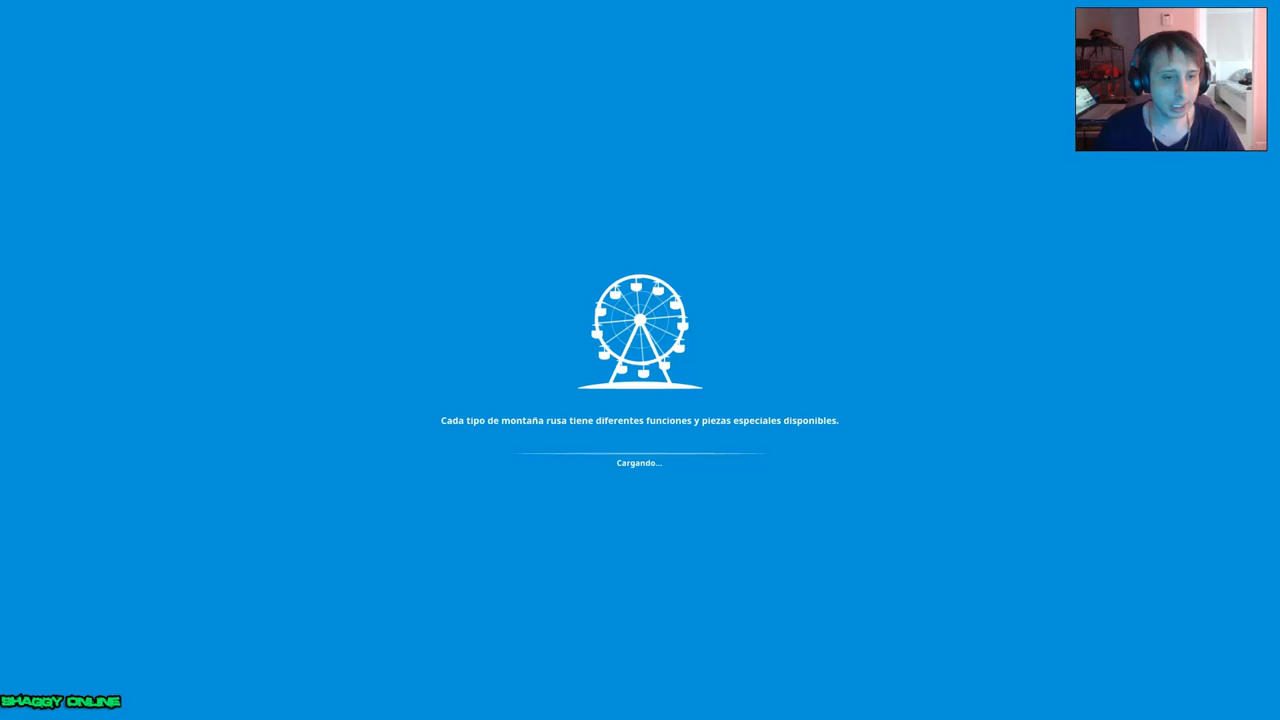 Cada tipo de montaña rusa tiene diferentes funciones y piezas especiales disponibles.
Cargando...
SHAGGY ONLINE